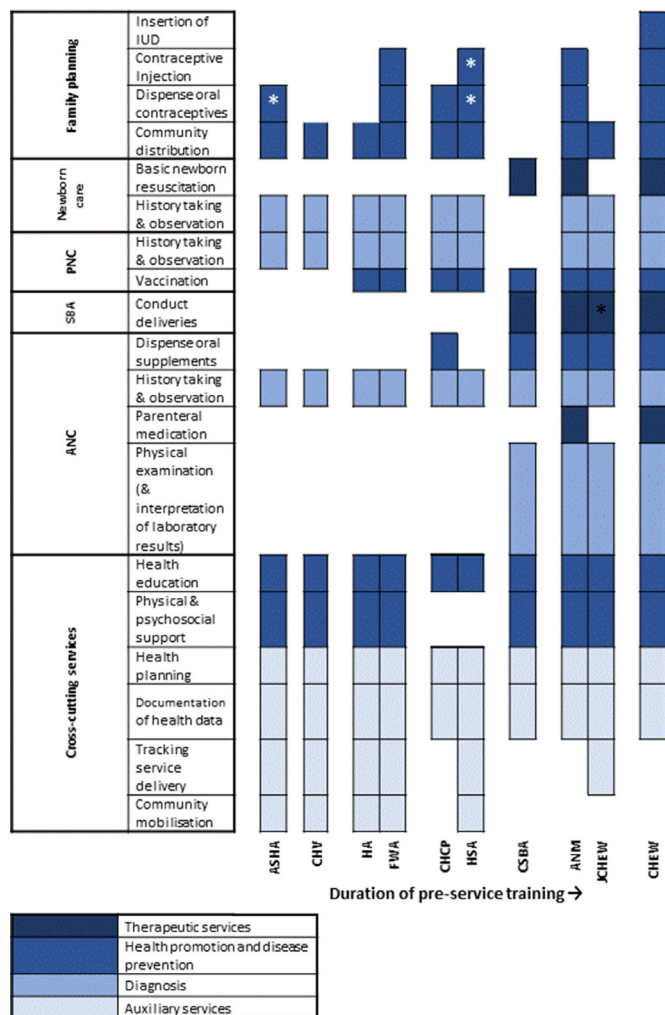 Family planning
Insertion of
IUD
Contraceptive
Injection
*
Dispense oral
contraceptives
*
*
Community
distribution
Newborn
care
Basic newborn
resuscitation
History taking
& observation
PNC
History taking
& observation
Vaccination
SBA
Conduct
deliveries
*
ANC
Dispense oral
supplements
History taking
& observation
Parenteral
medication
Physical
examination
(&
interpretation
of laboratory
results)
Cross-cutting services
Health
education
Physical &
psychosocial
support
Health
planning
Documentation
of health data
Tracking
service
delivery
Community
mobilisation
ASHA
CHV
HA
FWA
CHCP
HSA
CSBA
ANM
JCHEW
CHEW
Duration of pre-service training →
Therapeutic services
Health promotion and disease
prevention
Diagnosis
Auxiliary services